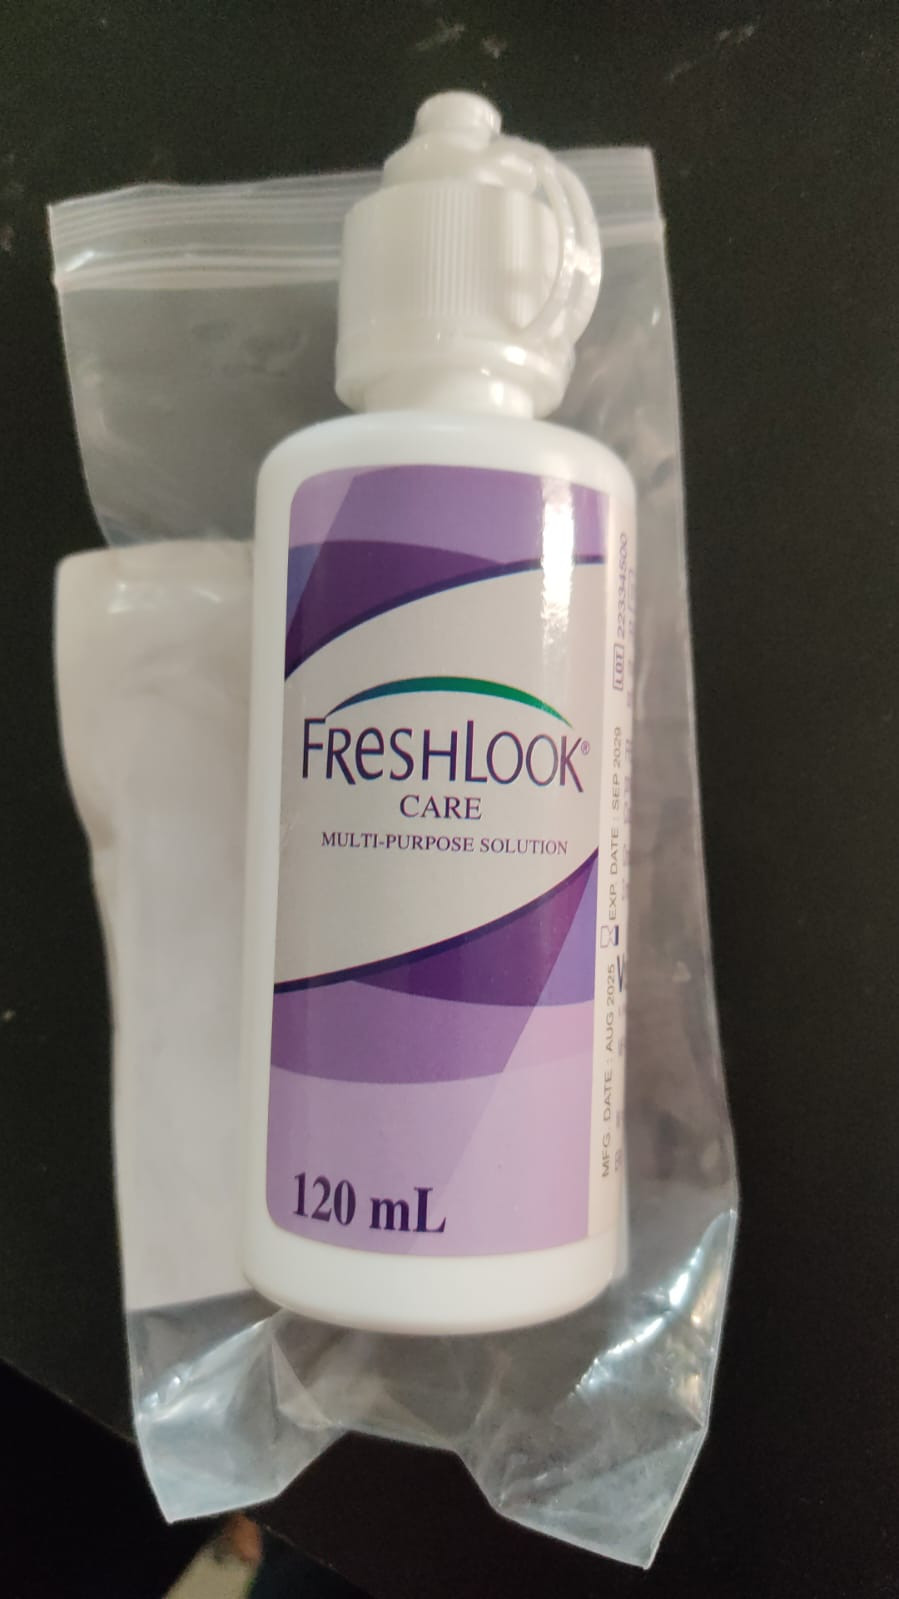 FRESHLOOK®
CARE
MULTI-PURPOSE SOLUTION
120 mL
MFG. DATE : AUG 2025
EXP. DATE : SEP 2029
LOT 22334500